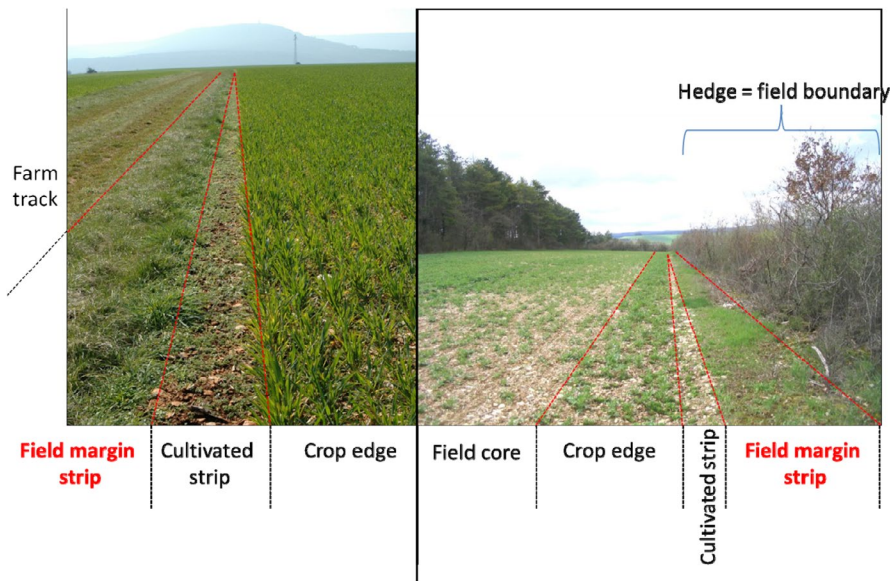 Hedge = field boundary
Farm
track
Field margin
strip
Cultivated
strip
Crop edge
Field core
Crop edge
Cultivated strip
Field margin
strip